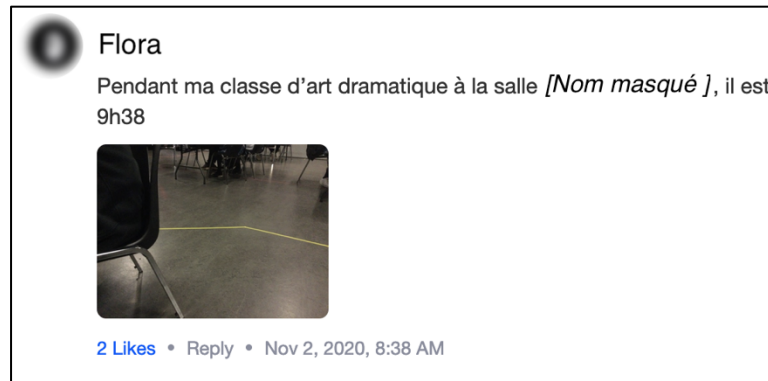 Flora
Pendant ma classe d’art dramatique à la salle [Nom masqué ], il est
9h38
2 Likes • Reply • Nov 2, 2020, 8:38 AM